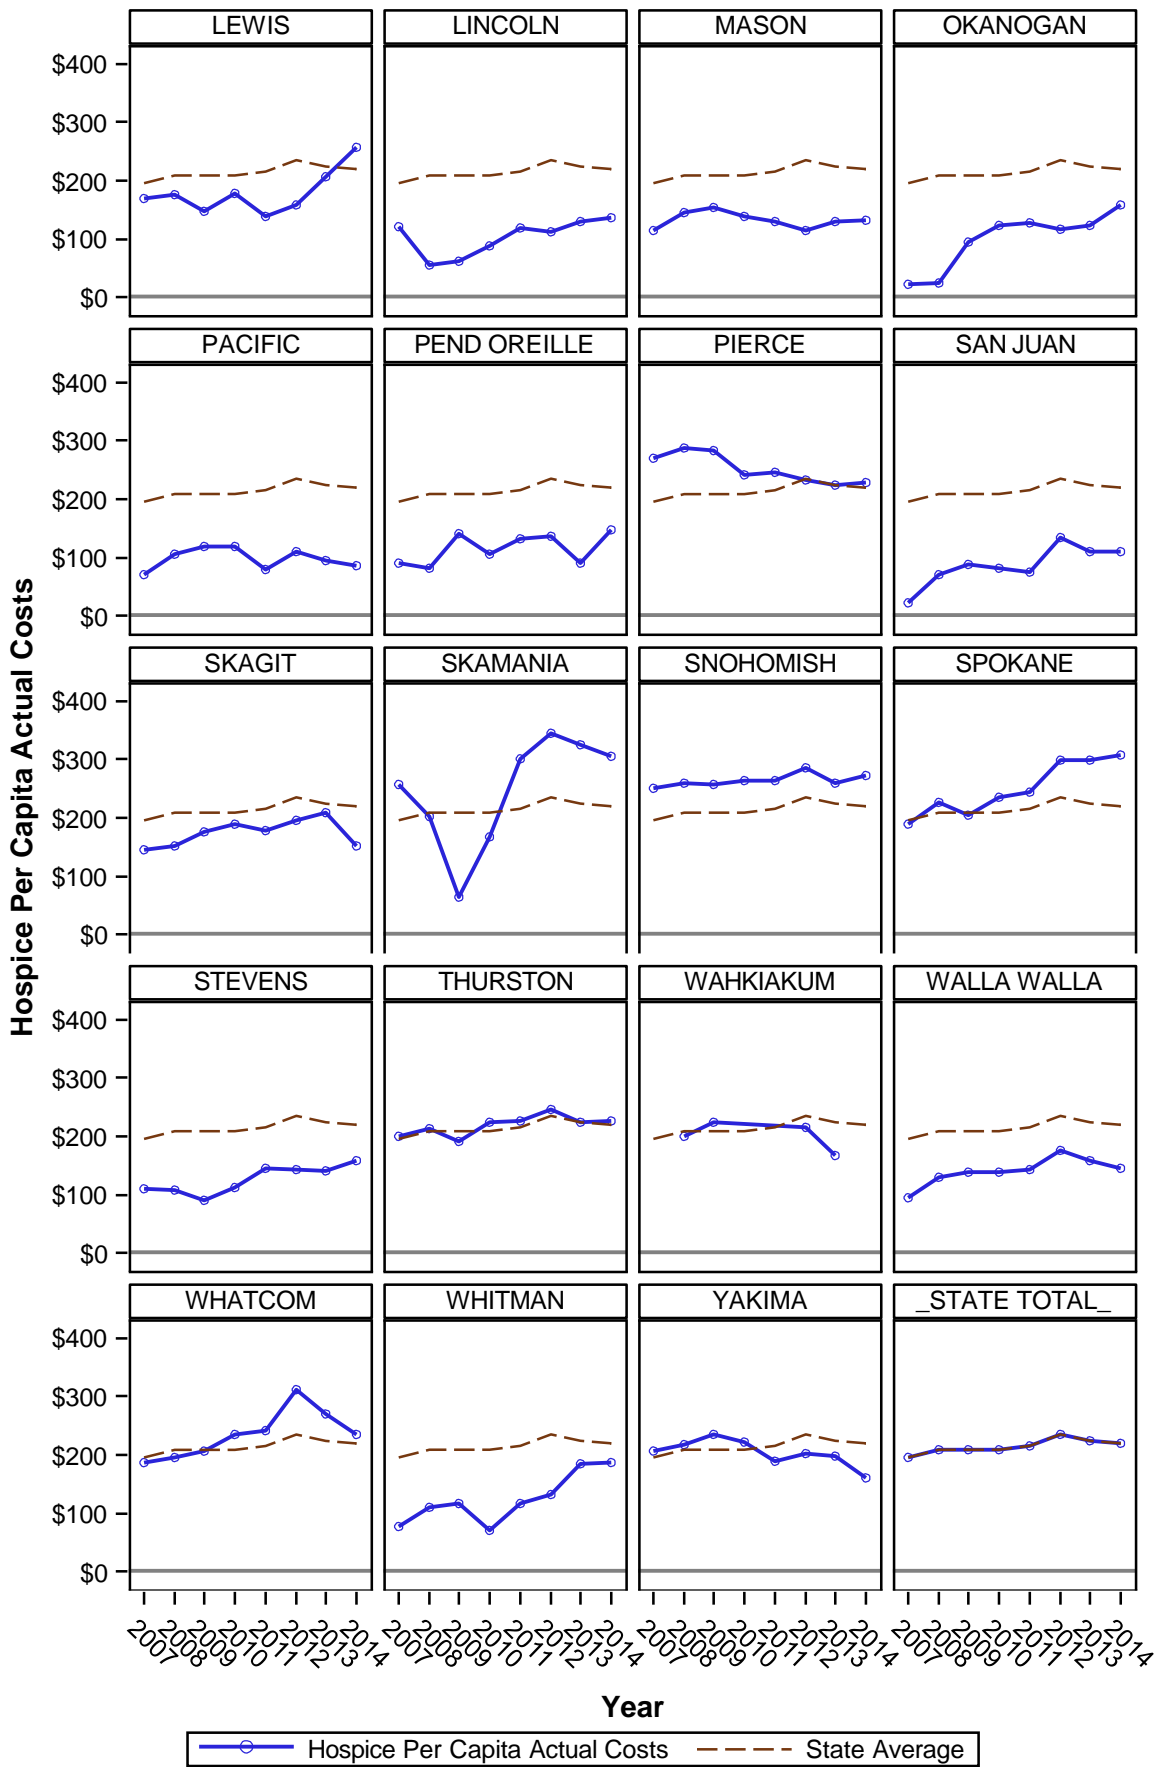 LEWIS LINCOLN MASON OKANOGAN
$400
$300
$200
$100
$0
PACIFIC PEND OREILLE PIERCE SAN JUAN
$400
$300
$200
$100
$0
SKAGIT SKAMANIA SNOHOMISH SPOKANE
$400
$300
$200
$100
$0
STEVENS THURSTON WAHKIAKUM WALLA WALLA
$400
$300
$200
$100
$0
WHATCOM WHITMAN YAKIMA _STATE TOTAL_
$400
$300
$200
$100
$0
Hospice Per Capita Actual Costs
2007 2008 2009 2010 2011 2012 2013 2014 2007 2008 2009 2010 2011 2012 2013 2014 2007 2008 2009 2010 2011 2012 2013 2014 2007 2008 2009 2010 2011 2012 2013 2014
Year
Hospice Per Capita Actual Costs State Average